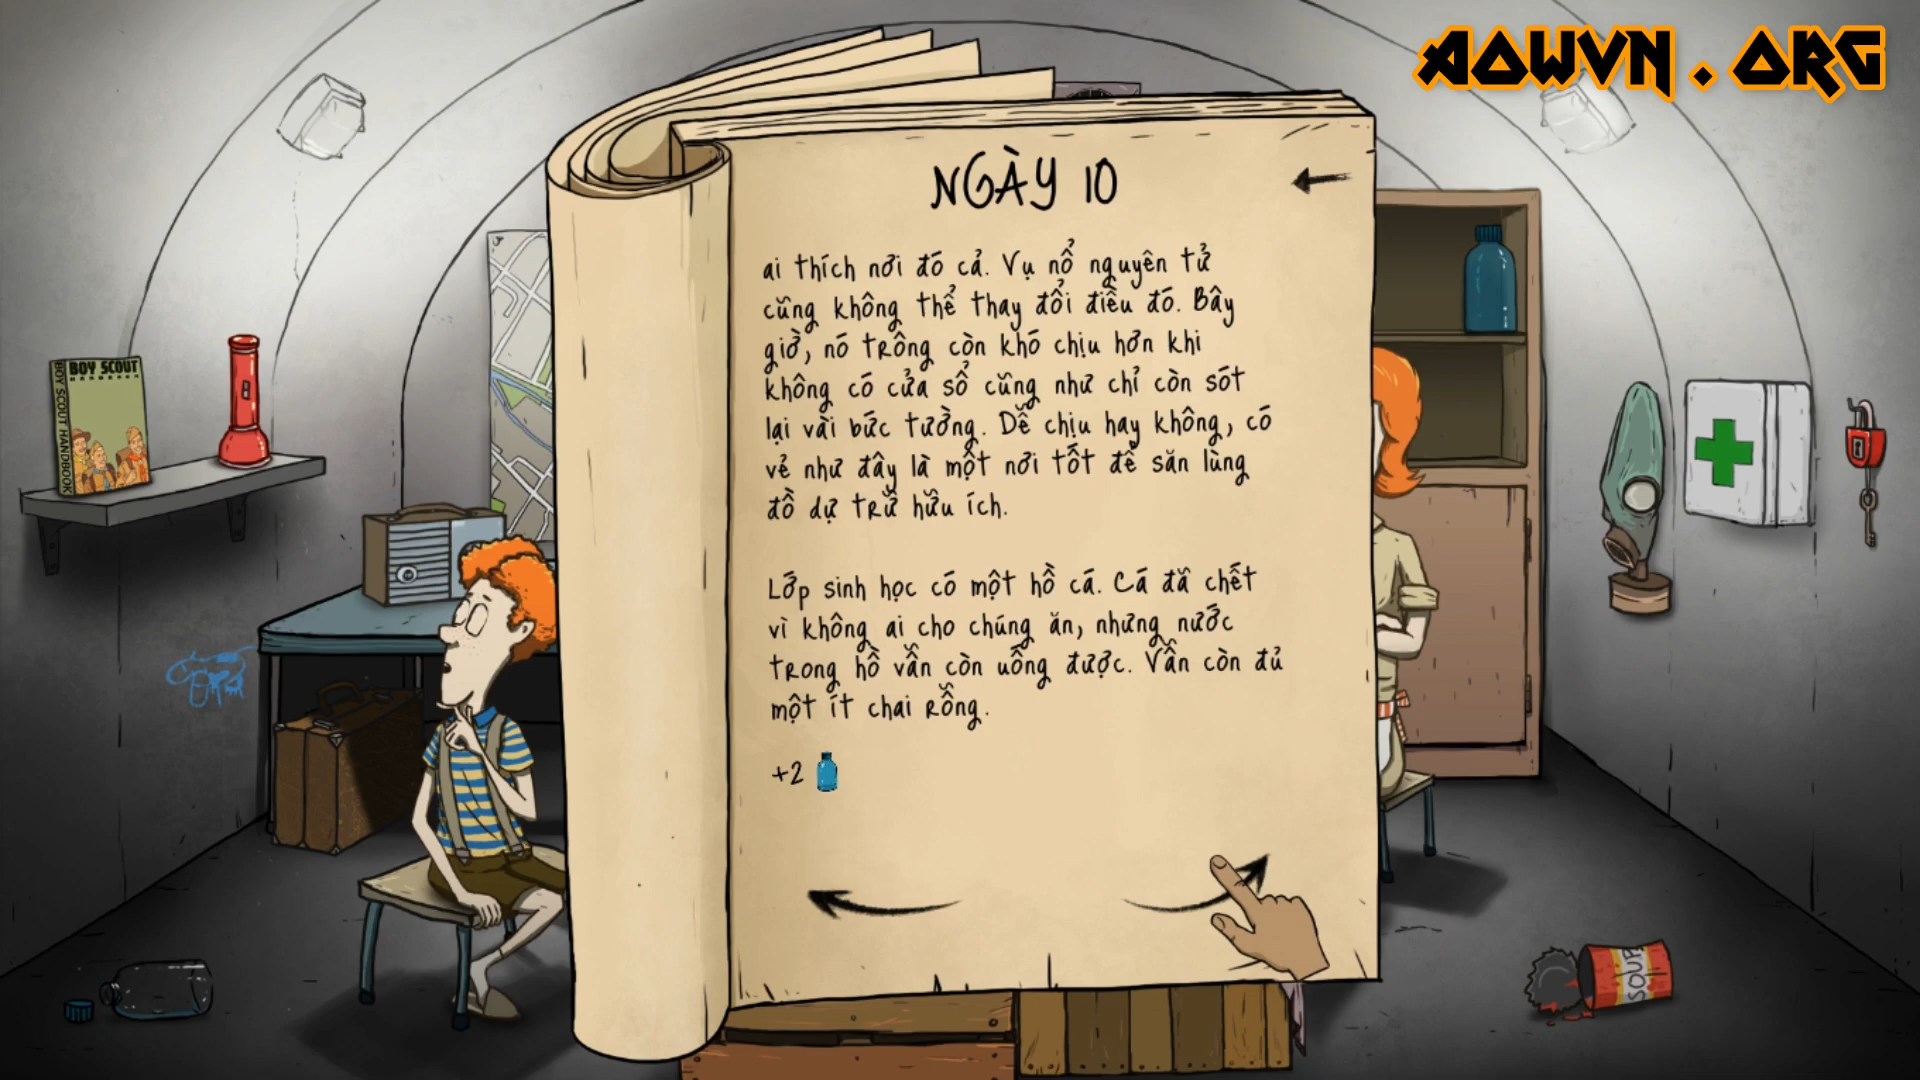 AOWVN.ORG
NGÀY 10
ai thích nơi đó cả. Vụ nổ nguyên tử
cũng không thể thay đổi điều đó. Bây
giờ, nó trông còn khó chịu hơn khi
không có cửa sổ cũng như chỉ còn sót
lại vài bức tường. Dễ chịu hay không, có
vẻ như đây là một nơi tốt để săn lùng
đồ dự trữ hữu ích.
Lớp sinh học có một hồ cá. Cá đã chết
vì không ai cho chúng ăn, nhưng nước
trong hồ vẫn còn uống được. Vẫn còn đủ
một ít chai rỗng.
+2
BOY SCOUT
HANDBOOK
BOY SCOUT HANDBOOK
SOUP